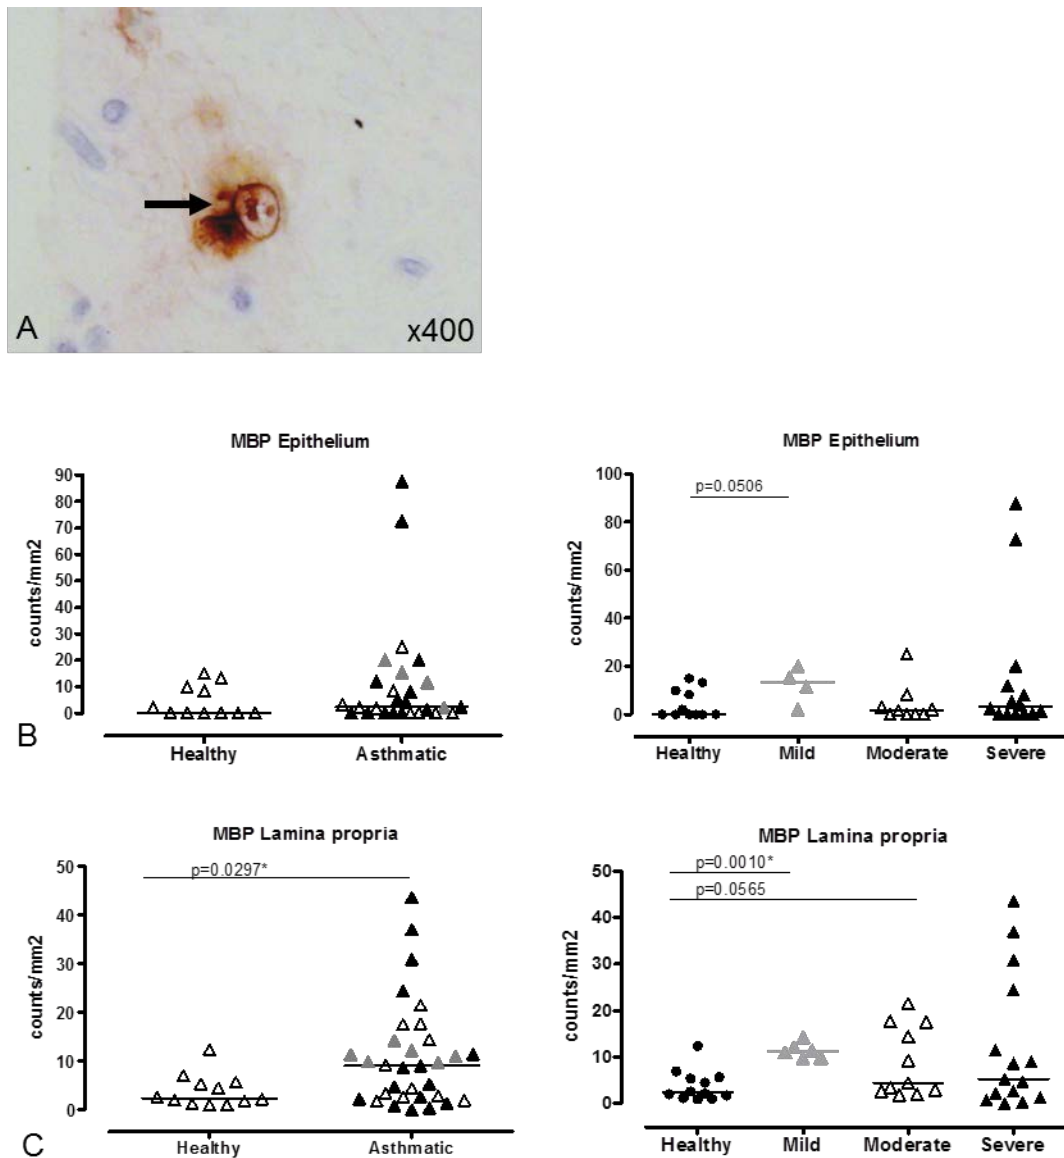 A
x400
MBP Epithelium
counts/mm2
90
80
70
60
50
40
30
20
10
0
Healthy
Asthmatic
B
MBP Epithelium
counts/mm2
100
80
60
40
20
0
p=0.0506
Healthy
Mild
Moderate
Severe
MBP Lamina propria
counts/mm2
50
40
30
20
10
0
p=0.0297*
Healthy
Asthmatic
C
MBP Lamina propria
counts/mm2
50
40
30
20
10
0
p=0.0010*
p=0.0565
Healthy
Mild
Moderate
Severe